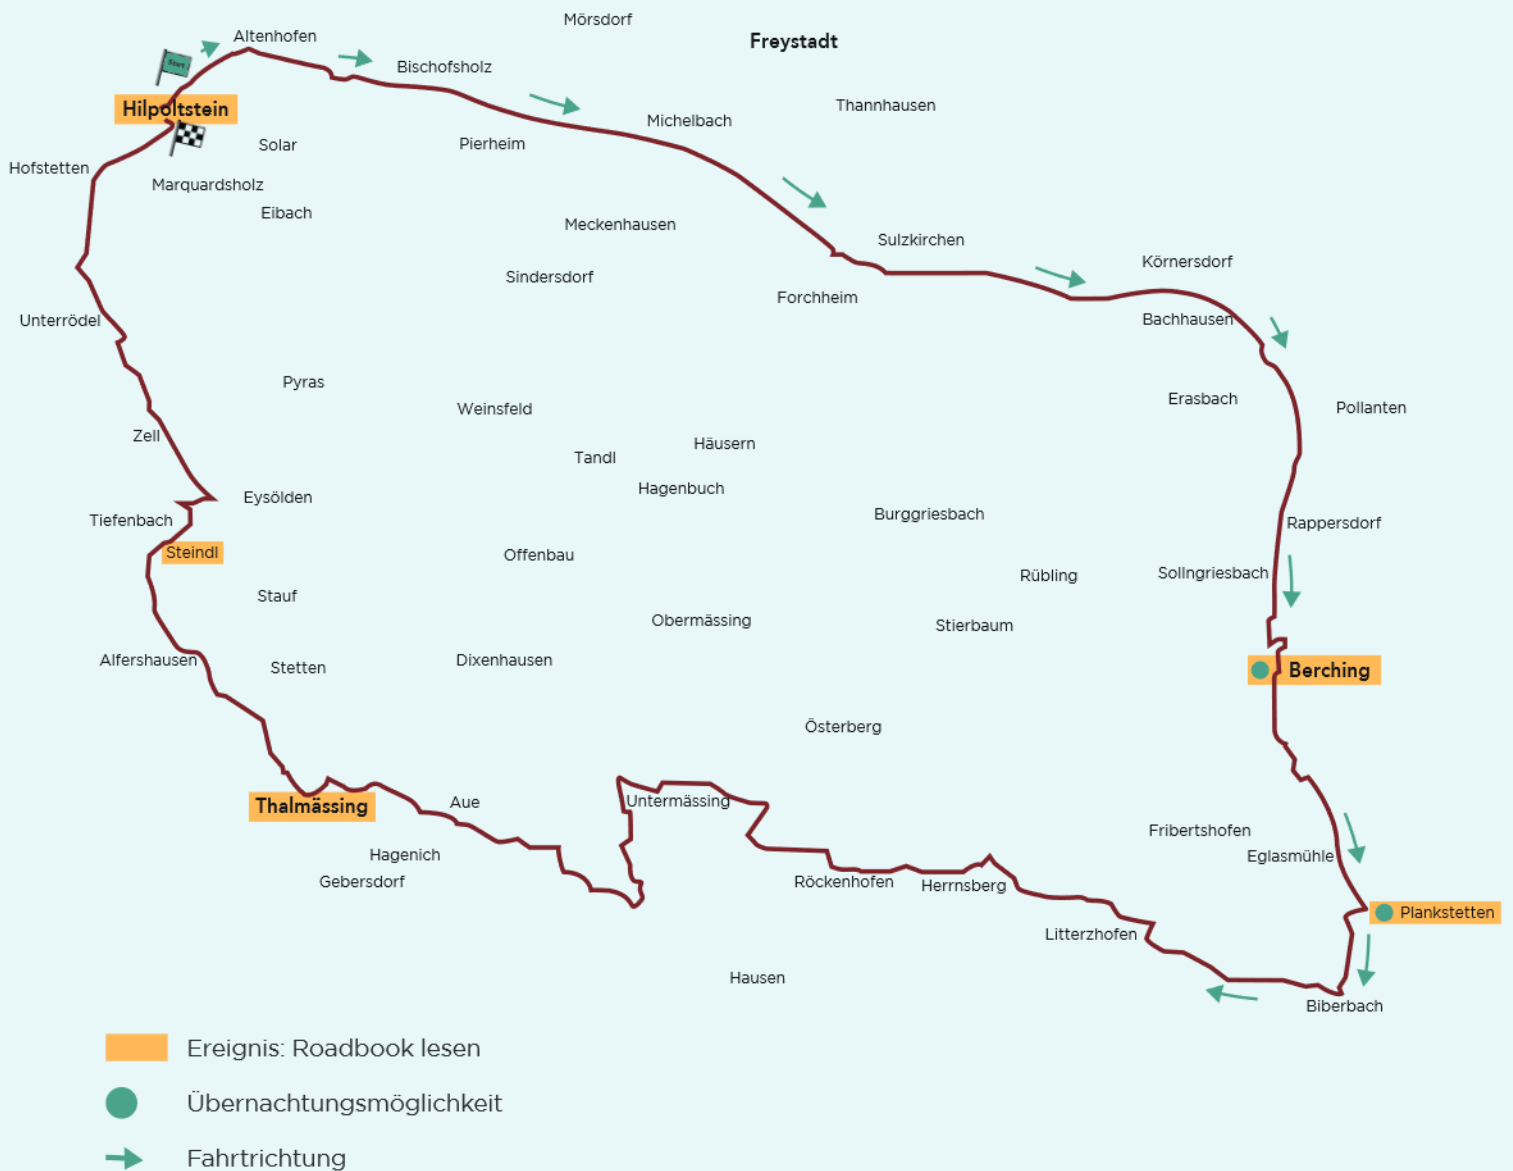 Mörsdorf
Altenhofen
Freystadt
Start
Bischofsholz
Hilpoltstein
Thannhausen
Michelbach
Solar
Pierheim
Hofstetten
Marquardsholz
Eibach
Meckenhausen
Sulzkirchen
Körnersdorf
Sindersdorf
Forchheim
Unterrödel
Bachhausen
Pyras
Erasbach
Weinsfeld
Pollanten
Zell
Häusern
Tandl
Hagenbuch
Eysölden
Burggriesbach
Tiefenbach
Rappersdorf
Steindl
Offenbau
Sollngriesbach
Rübling
Stauf
Obermässing
Stierbaum
Alfershausen
Dixenhausen
Stetten
Berching
Österberg
Untermässing
Aue
Thalmässing
Fribertshofen
Hagenich
Eglasmühle
Gebersdorf
Röckenhofen
Herrnsberg
Plankstetten
Litterzhofen
Hausen
Biberbach
Ereignis: Roadbook lesen
Übernachtungsmöglichkeit
Fahrtrichtung